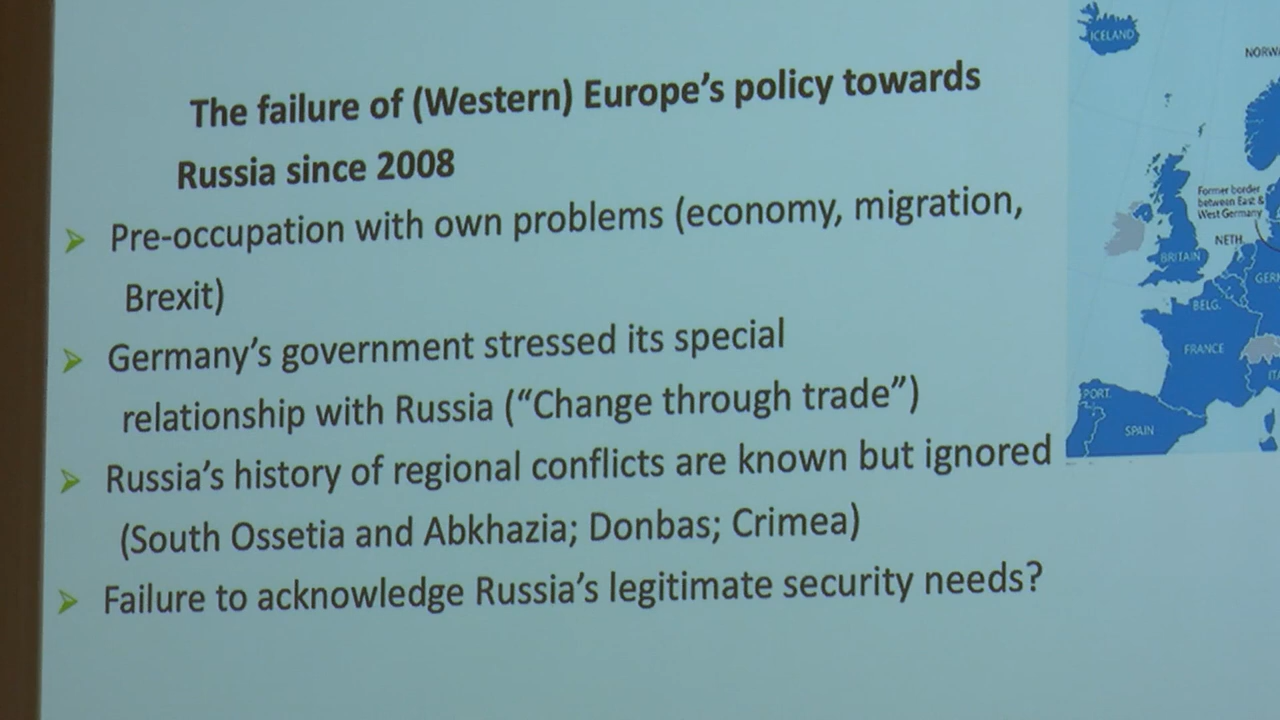 The failure of (Western) Europe's policy towards
Russia since 2008
Pre-occupation with own problems (economy, migration,
Brexit)
Germany's government stressed its special
relationship with Russia ("Change through trade")
Russia's history of regional conflicts are known but ignored
(South Ossetia and Abkhazia; Donbas; Crimea)
Failure to acknowledge Russia's legitimate security needs?
ICELAND
Former border
between East &
West Germany
NETH.
BRITAIN
BELG.
FRANCE
PORT.
SPAIN